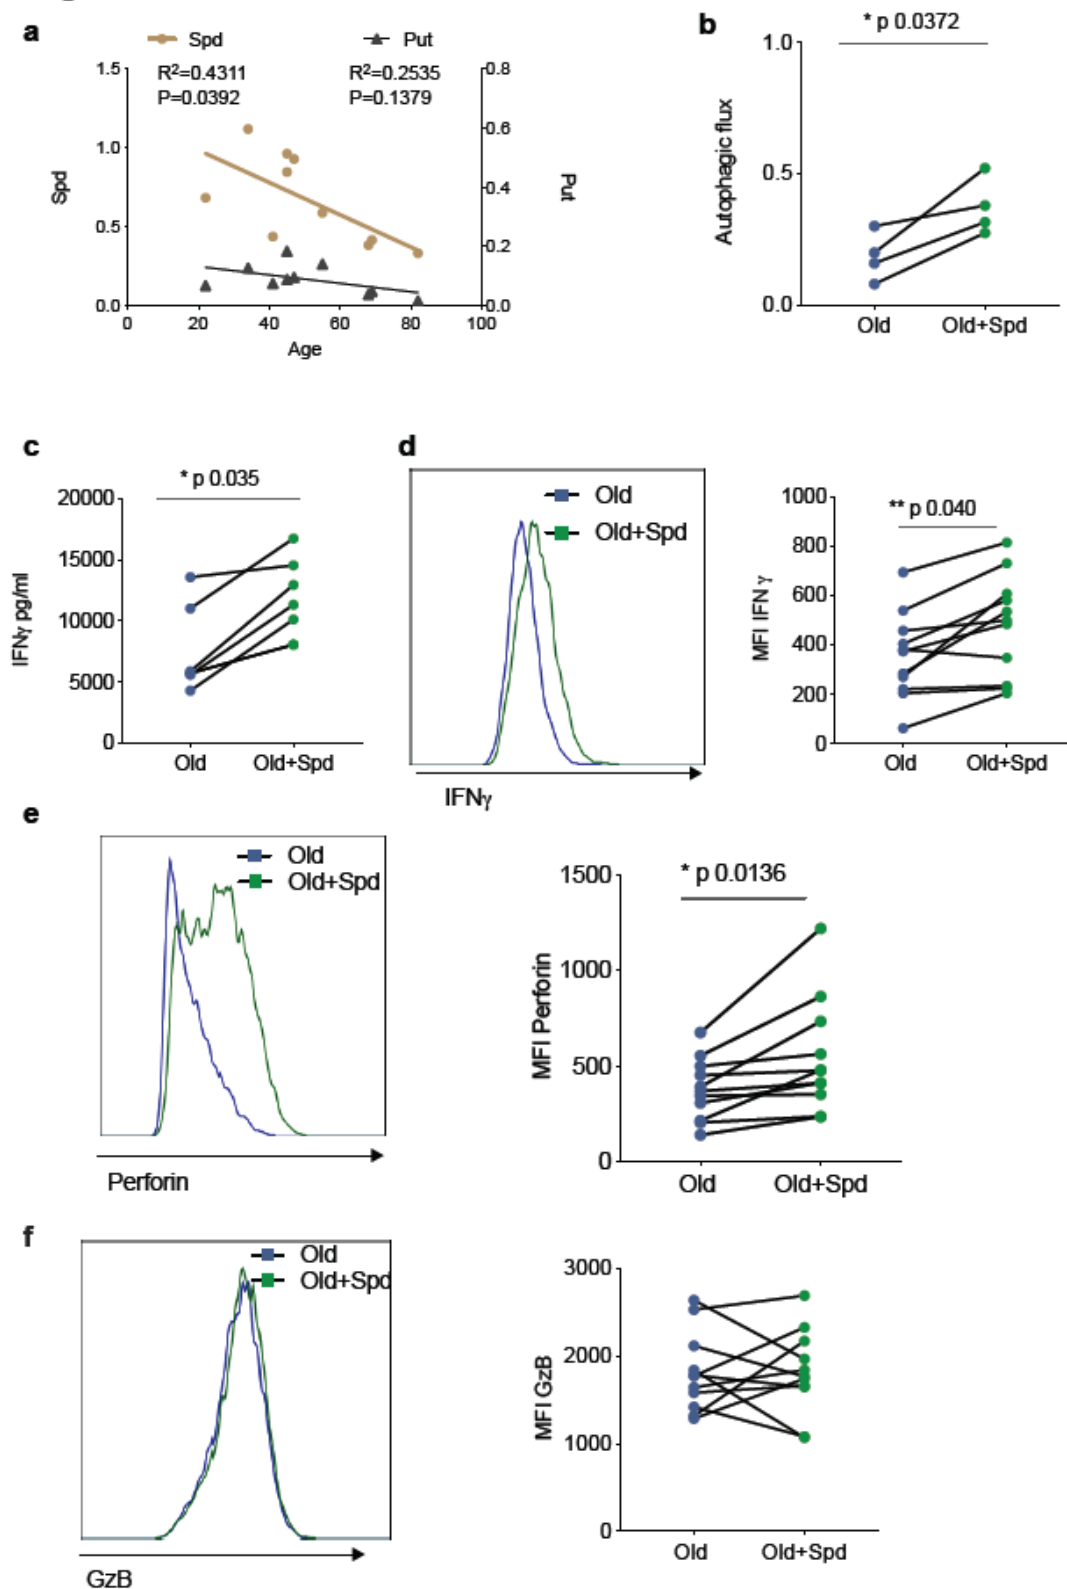 a
Spd
Put
R²=0.4311
P=0.0392
R²=0.2535
P=0.1379
1.5
1.0
0.5
0.0
Spd
0.8
0.6
0.4
0.2
0.0
Put
0
20
40
60
80
100
Age
b
* p 0.0372
1.0
0.5
0.0
Autophagic flux
Old
Old+Spd
c
* p 0.035
20000
15000
10000
5000
0
IFNγ pg/ml
Old
Old+Spd
d
Old
Old+Spd
IFNγ
** p 0.040
1000
800
600
400
200
0
MFI IFN γ
Old
Old+Spd
e
Old
Old+Spd
Perforin
* p 0.0136
1500
1000
500
0
MFI Perforin
Old
Old+Spd
f
Old
Old+Spd
GzB
3000
2000
1000
0
MFI GzB
Old
Old+Spd